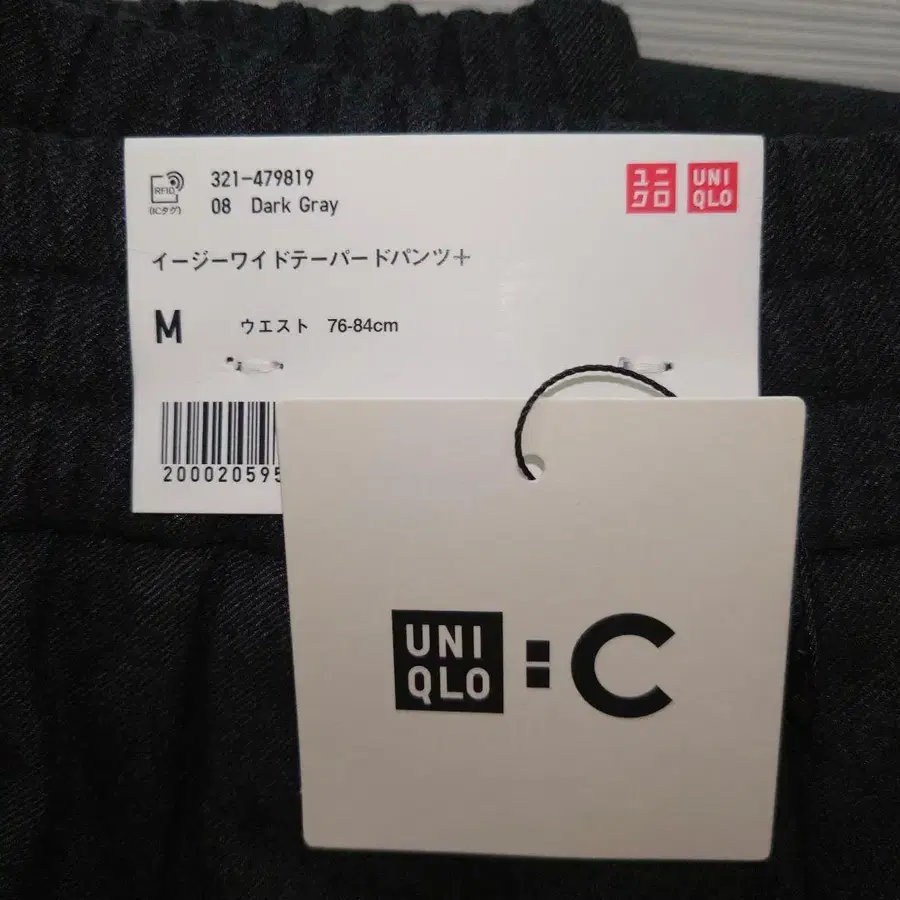 RFID
(ICタグ)
321-479819
08 Dark Gray
ユニ
クロ
UNI
QLO
イージーワイドテーパードパンツ+
M ウエスト 76-84cm
200020595
UNI
QLO : C